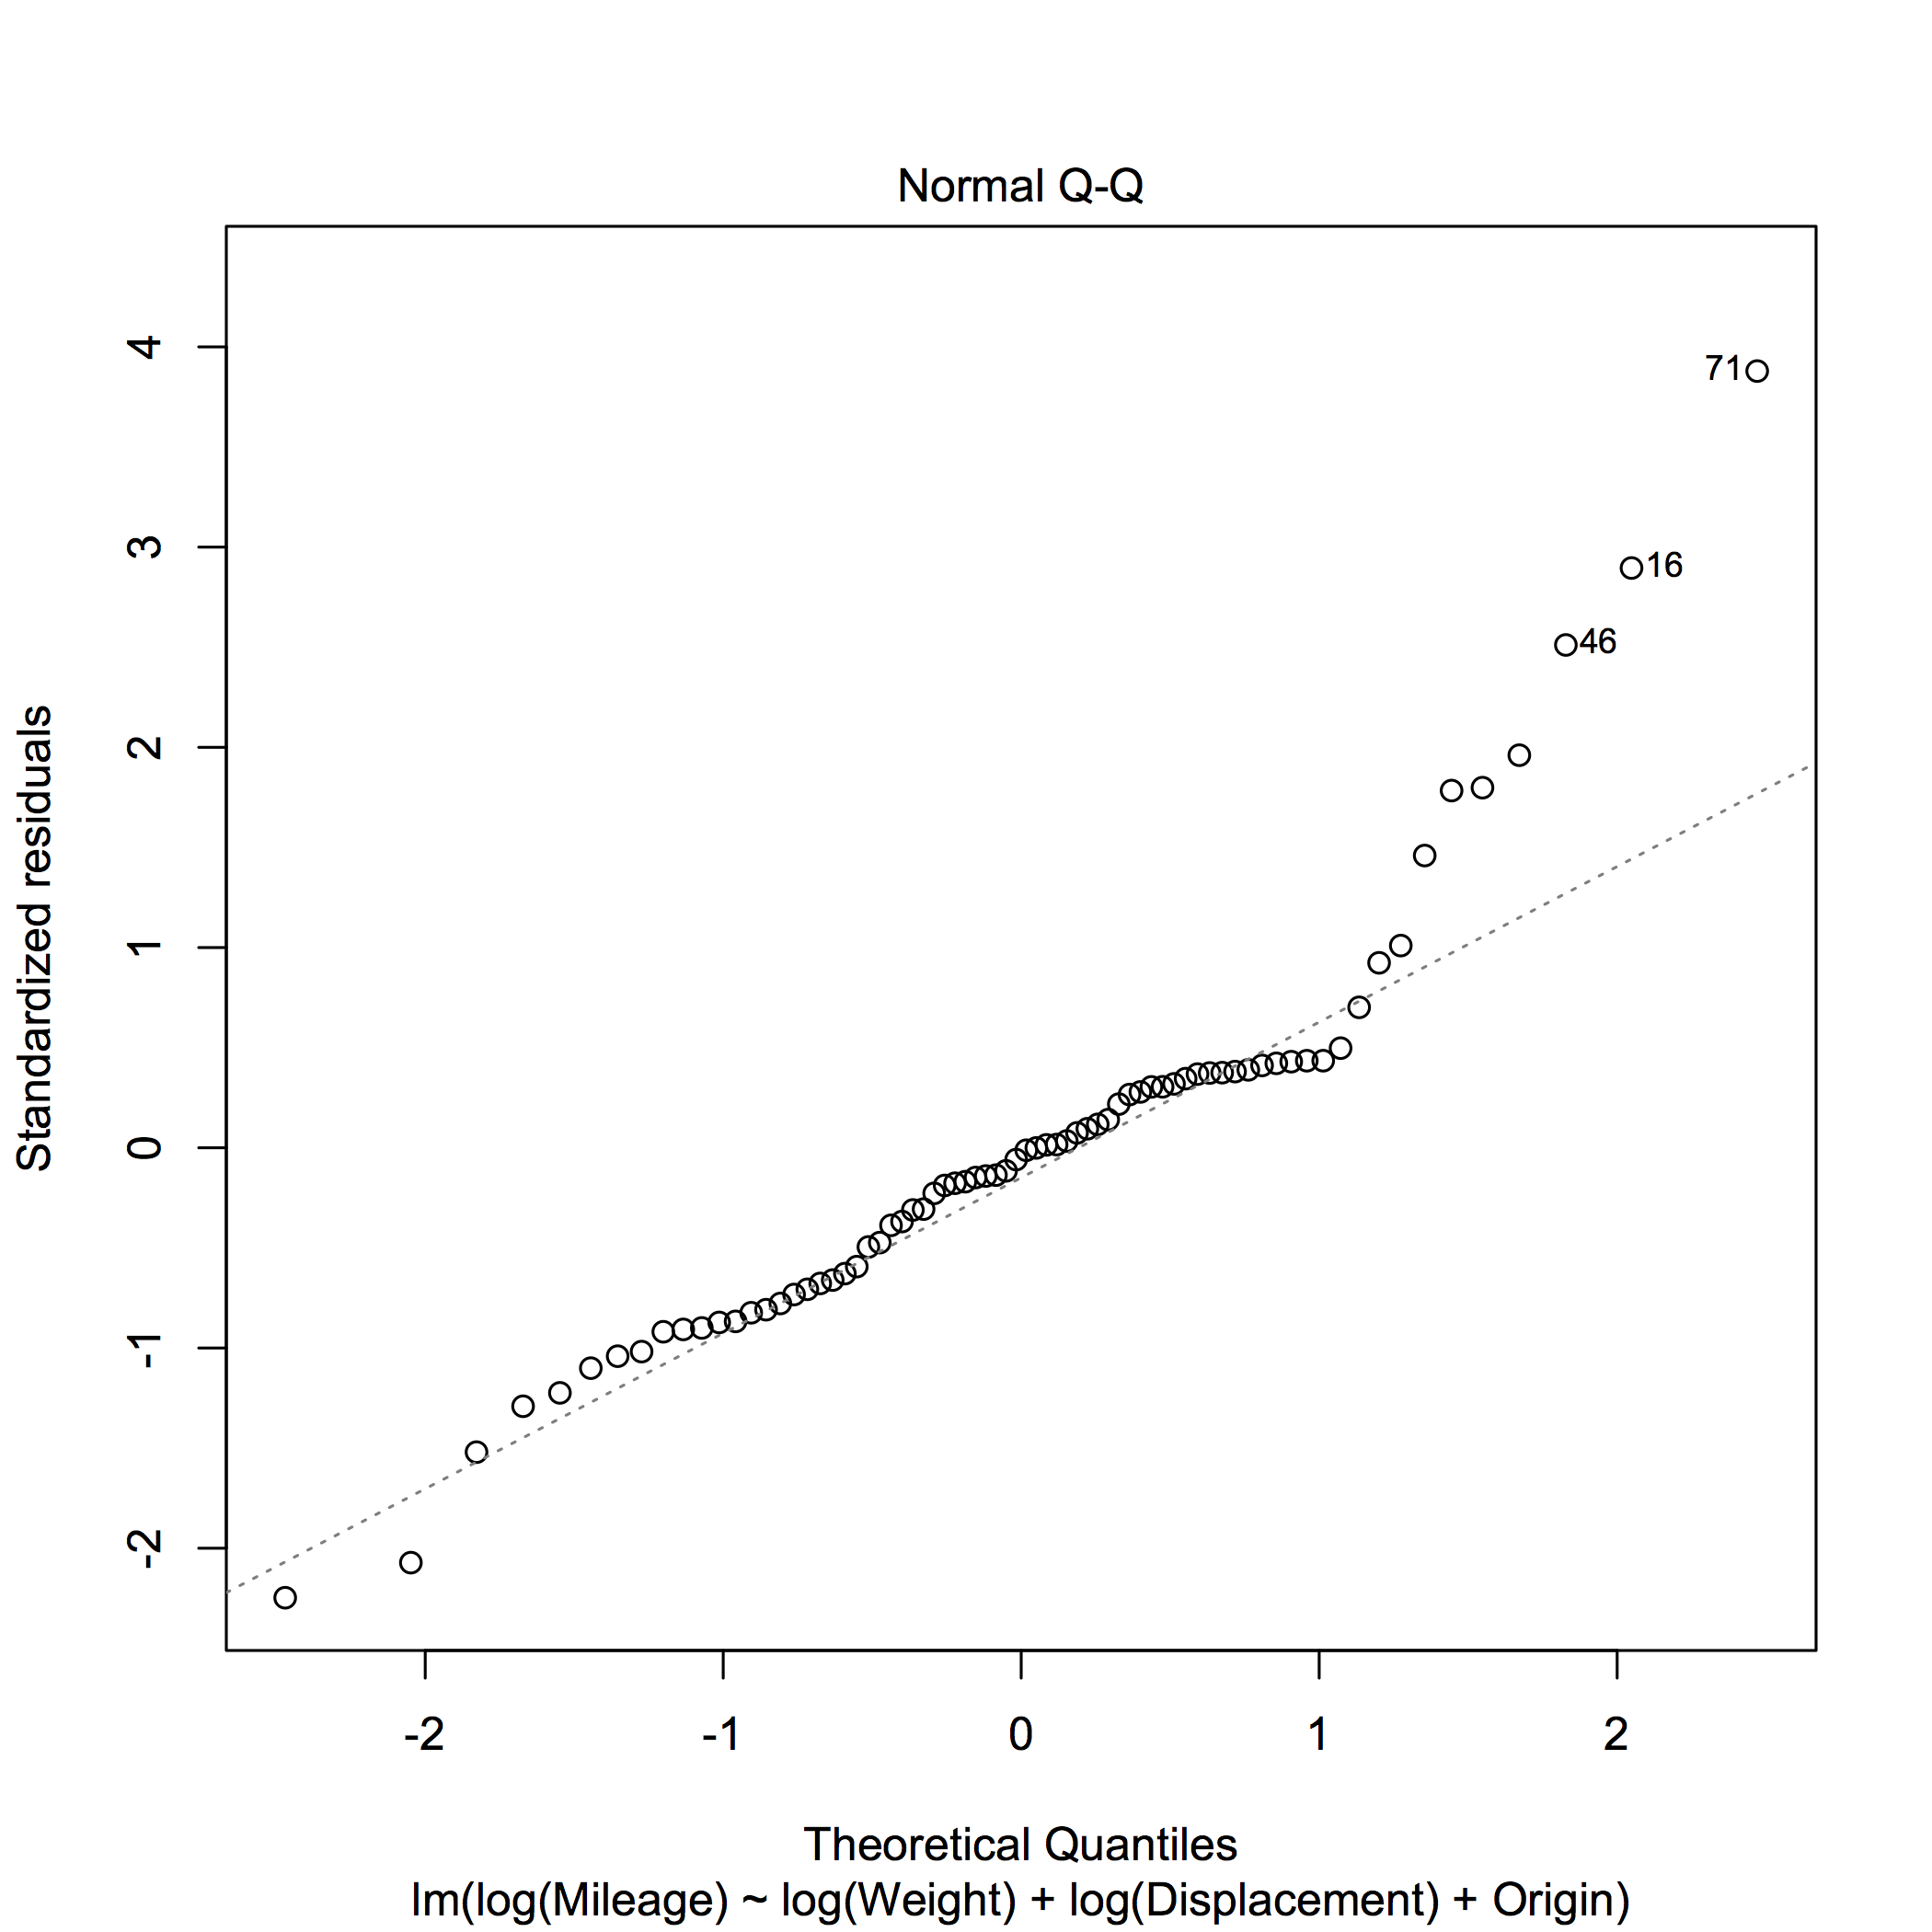 Normal Q-Q
4
3
2
1
0
-1
-2
Standardized residuals
71
16
46
-2 -1 0 1 2
Theoretical Quantiles
lm(log(Mileage) ~ log(Weight) + log(Displacement) + Origin)